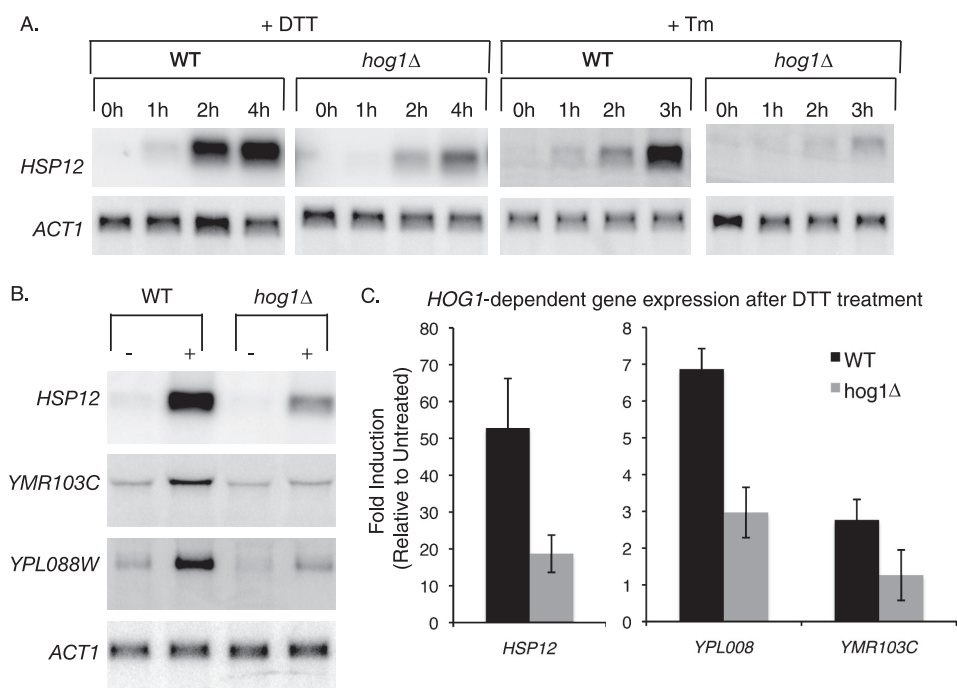 A.
+ DTT
+ Tm
WT
hog1Δ
WT
hog1Δ
0h 1h 2h 4h
0h 1h 2h 4h
0h 1h 2h 3h
0h 1h 2h 3h
HSP12
ACT1
B.
WT
hog1Δ
- + - +
HSP12
YMR103C
YPL088W
ACT1
C.
HOG1-dependent gene expression after DTT treatment
Fold Induction
(Relative to Untreated)
80
70
60
50
40
30
20
10
0
HSP12
8
7
6
5
4
3
2
1
0
WT
hog1Δ
YPL008
YMR103C